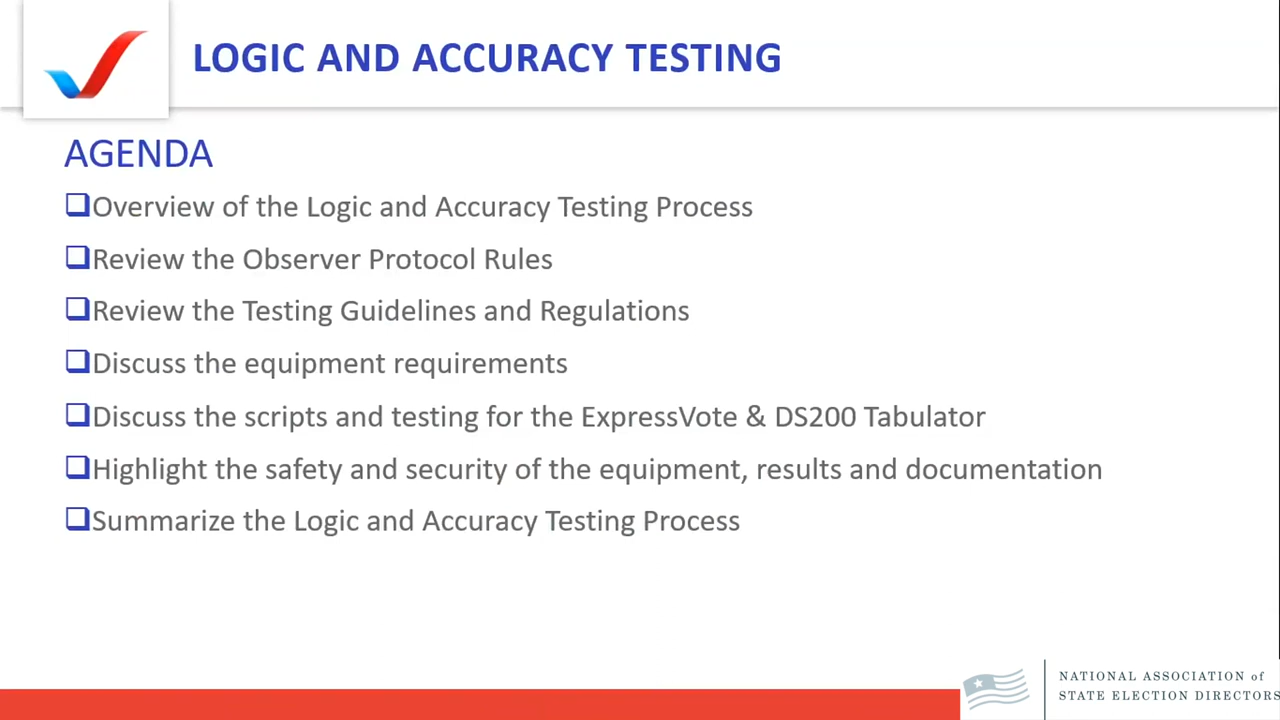 LOGIC AND ACCURACY TESTING
AGENDA
Overview of the Logic and Accuracy Testing Process
Review the Observer Protocol Rules
Review the Testing Guidelines and Regulations
Discuss the equipment requirements
Discuss the scripts and testing for the ExpressVote & DS200 Tabulator
Highlight the safety and security of the equipment, results and documentation
Summarize the Logic and Accuracy Testing Process
NATIONAL ASSOCIATION of
STATE ELECTION DIRECTORS